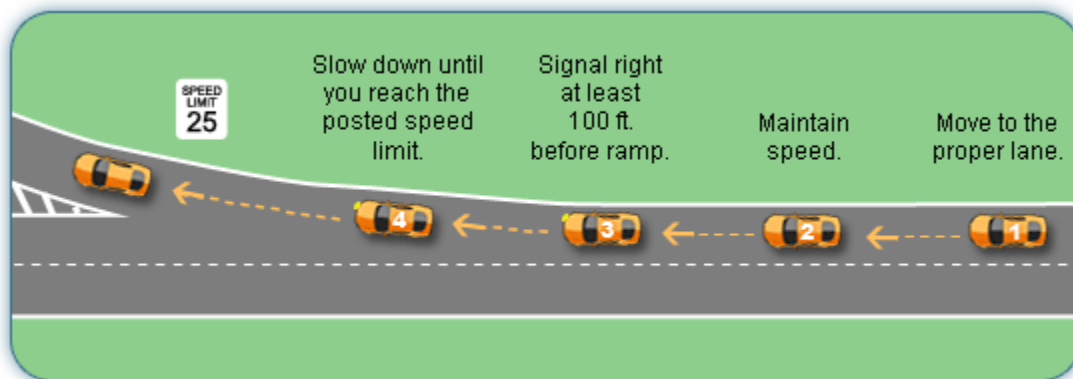 SPEED
LIMIT
25
Slow down until
you reach the
posted speed
limit.
Signal right
at least
100 ft.
before ramp.
Maintain
speed.
Move to the
proper lane.
4
3
2
1